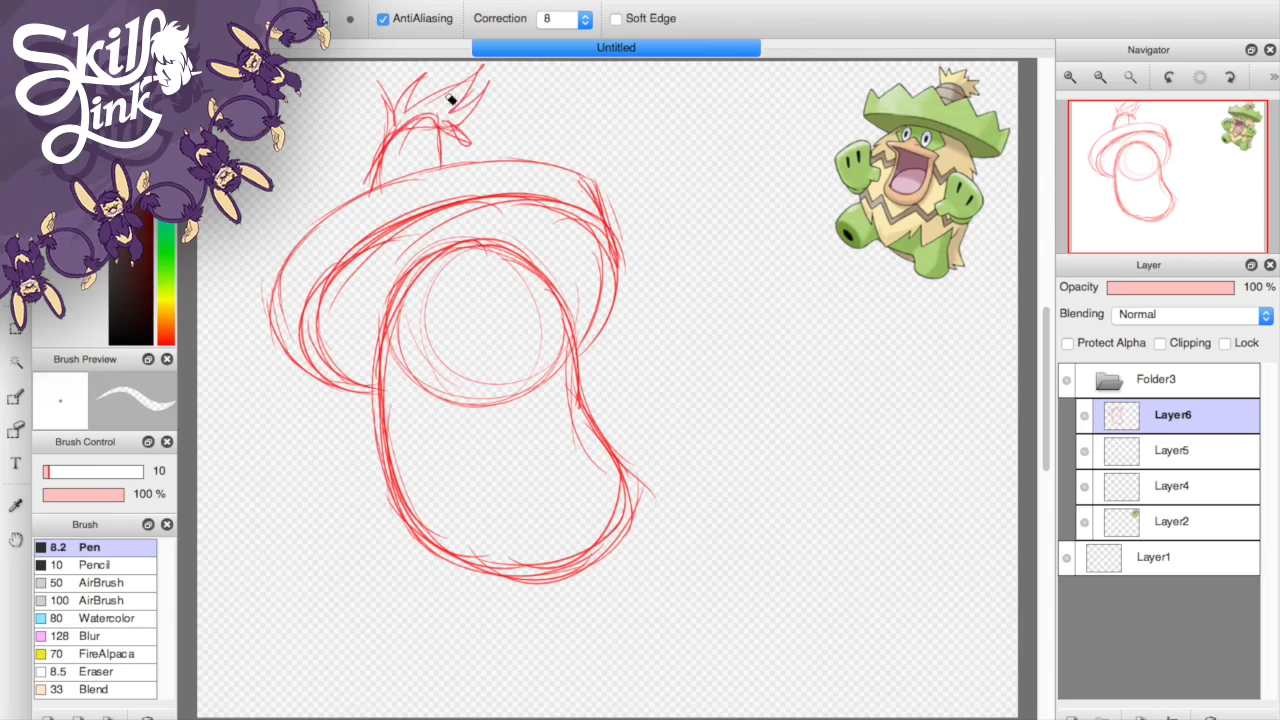 Skill
Link
AntiAliasing
Correction
8
Soft Edge
Untitled
Navigator
Layer
Opacity
100 %
Blending
Normal
Protect Alpha
Clipping
Lock
Folder3
Layer6
Layer5
Layer4
Layer2
Layer1
Brush Preview
Brush Control
10
100 %
T
Brush
8.2 Pen
10 Pencil
50 AirBrush
100 AirBrush
80 Watercolor
128 Blur
70 FireAlpaca
8.5 Eraser
33 Blend